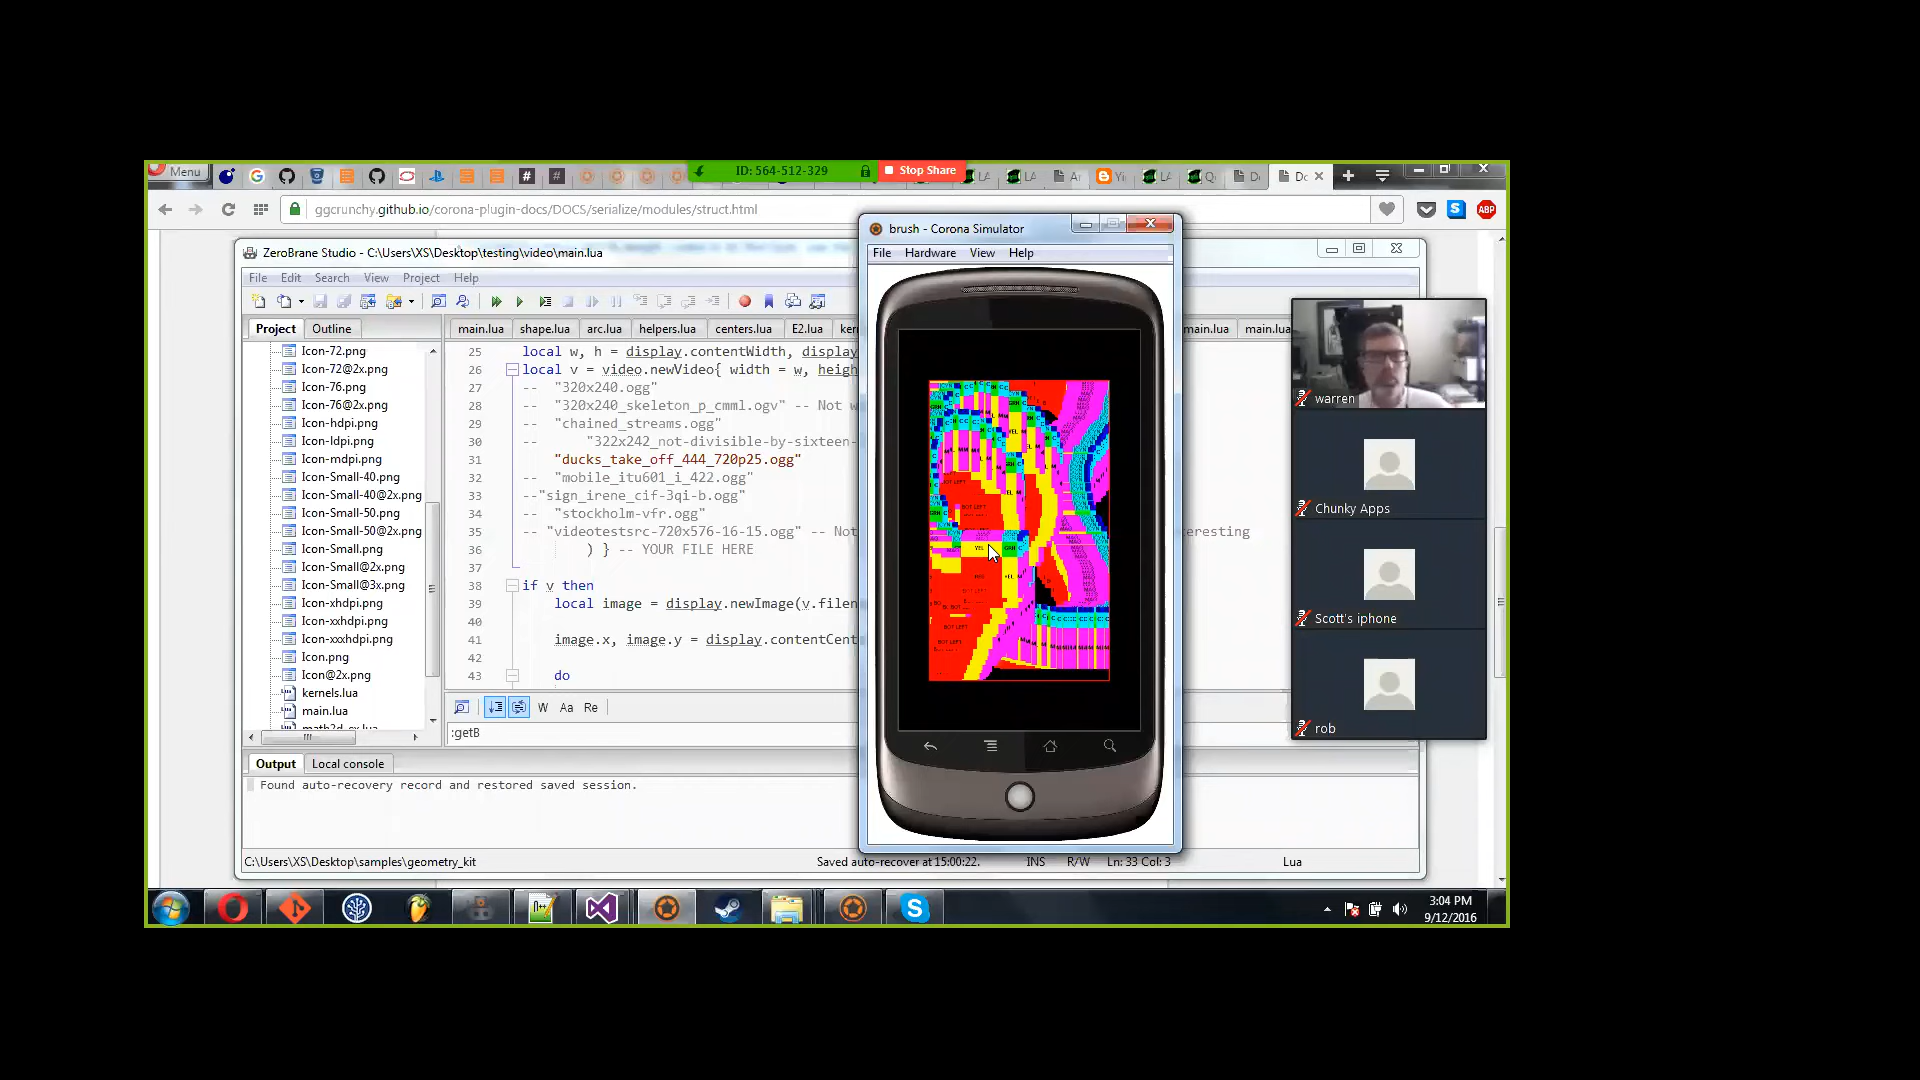 Menu
ID: 564-512-329
Stop Share
ggcrunchy.github.io/corona-plugin-docs/DOCS/serialize/modules/struct.html
ABP
brush - Corona Simulator
File Hardware View Help
ZeroBrane Studio - C:\Users\XS\Desktop\testing\video\main.lua
File Edit Search View Project Help
Project Outline
main.lua shape.lua arc.lua helpers.lua centers.lua E2.lua main.lua
Icon-72.png
Icon-72@2x.png
Icon-76.png
Icon-76@2x.png
Icon-hdpi.png
Icon-ldpi.png
Icon-mdpi.png
Icon-Small-40.png
Icon-Small-40@2x.png
Icon-Small-50.png
Icon-Small-50@2x.png
Icon-Small.png
Icon-Small@2x.png
Icon-Small@3x.png
Icon-xhdpi.png
Icon-xxhdpi.png
Icon-xxxhdpi.png
Icon.png
Icon@2x.png
kernels.lua
main.lua
25 local w, h = display.contentWidth, display
26 local v = video.newVideo{ width = w, heigh
27 -- "320x240.ogg"
28 -- "320x240_skeleton_p_cmml.ogv" -- Not w
29 -- "chained_streams.ogg"
30 -- "322x242_not-divisible-by-sixteen-
31 "ducks_take_off_444_720p25.ogg"
32 -- "mobile_itu601_i_422.ogg"
33 --"sign_irene_cif-3qi-b.ogg"
34 -- "stockholm-vfr.ogg"
35 -- "videotestsrc-720x576-16-15.ogg" -- Not eresting
36 ) } -- YOUR FILE HERE
37
38 if v then
39 local image = display.newImage(v.filen
40
41 image.x, image.y = display.contentCent
42
43 do
W Aa Re
:getB
Output Local console
Found auto-recovery record and restored saved session.
C:\Users\XS\Desktop\samples\geometry_kit Saved auto-recover at 15:00:22. INS R/W Ln: 33 Col: 3 Lua
YEL GRN C
BOT LEFT
warren
Chunky Apps
Scott's iphone
rob
3:04 PM
9/12/2016